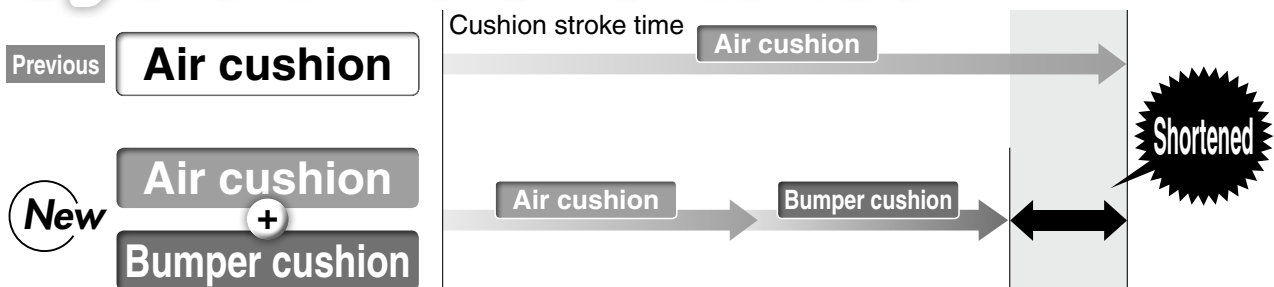 Cushion stroke time
Previous
Air cushion
Air cushion
Shortened
New
Air cushion
+
Bumper cushion
Air cushion
Bumper cushion